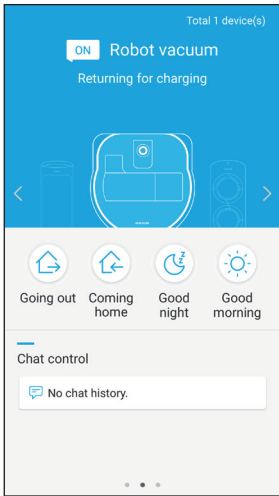 Total 1 device(s)
ON Robot vacuum
Returning for charging
SAMSUNG
Going out Coming home Good night Good morning
Chat control
No chat history.